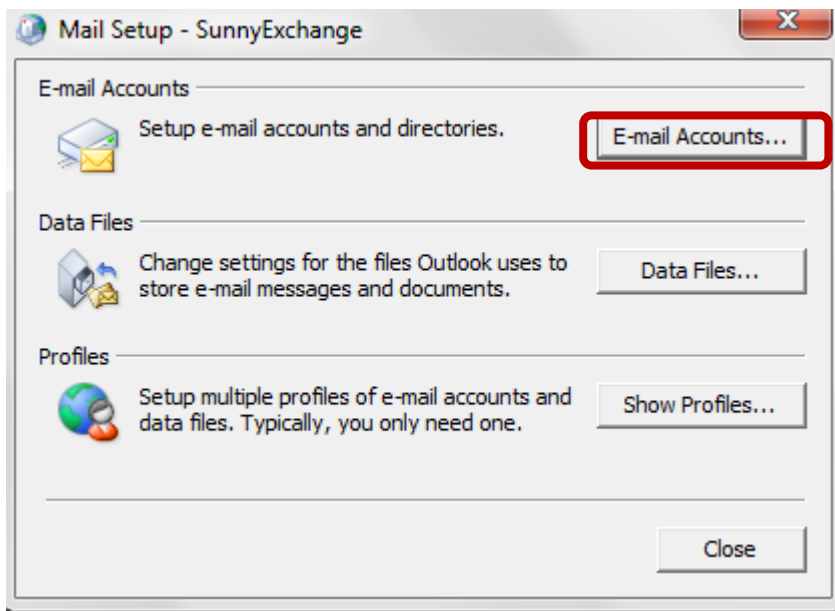 Mail Setup - SunnyExchange
E-mail Accounts
Setup e-mail accounts and directories.
E-mail Accounts...
Data Files
Change settings for the files Outlook uses to
store e-mail messages and documents.
Data Files...
Profiles
Setup multiple profiles of e-mail accounts and
data files. Typically, you only need one.
Show Profiles...
Close